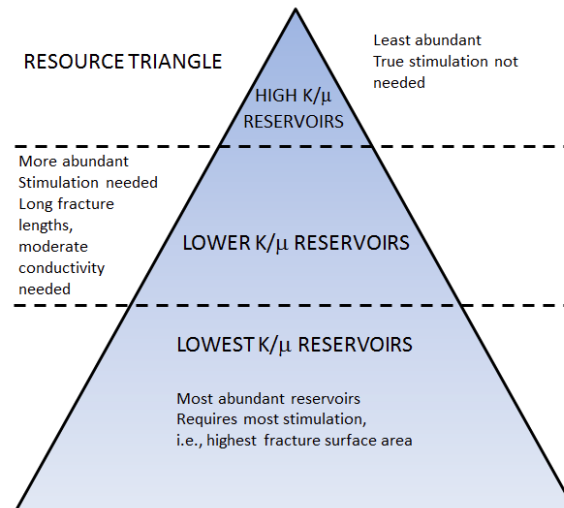 RESOURCE TRIANGLE
Least abundant
True stimulation not
needed
HIGH K/μ
RESERVOIRS
More abundant
Stimulation needed
Long fracture
lengths,
moderate
conductivity
needed
LOWER K/μ RESERVOIRS
LOWEST K/μ RESERVOIRS
Most abundant reservoirs
Requires most stimulation,
i.e., highest fracture surface area